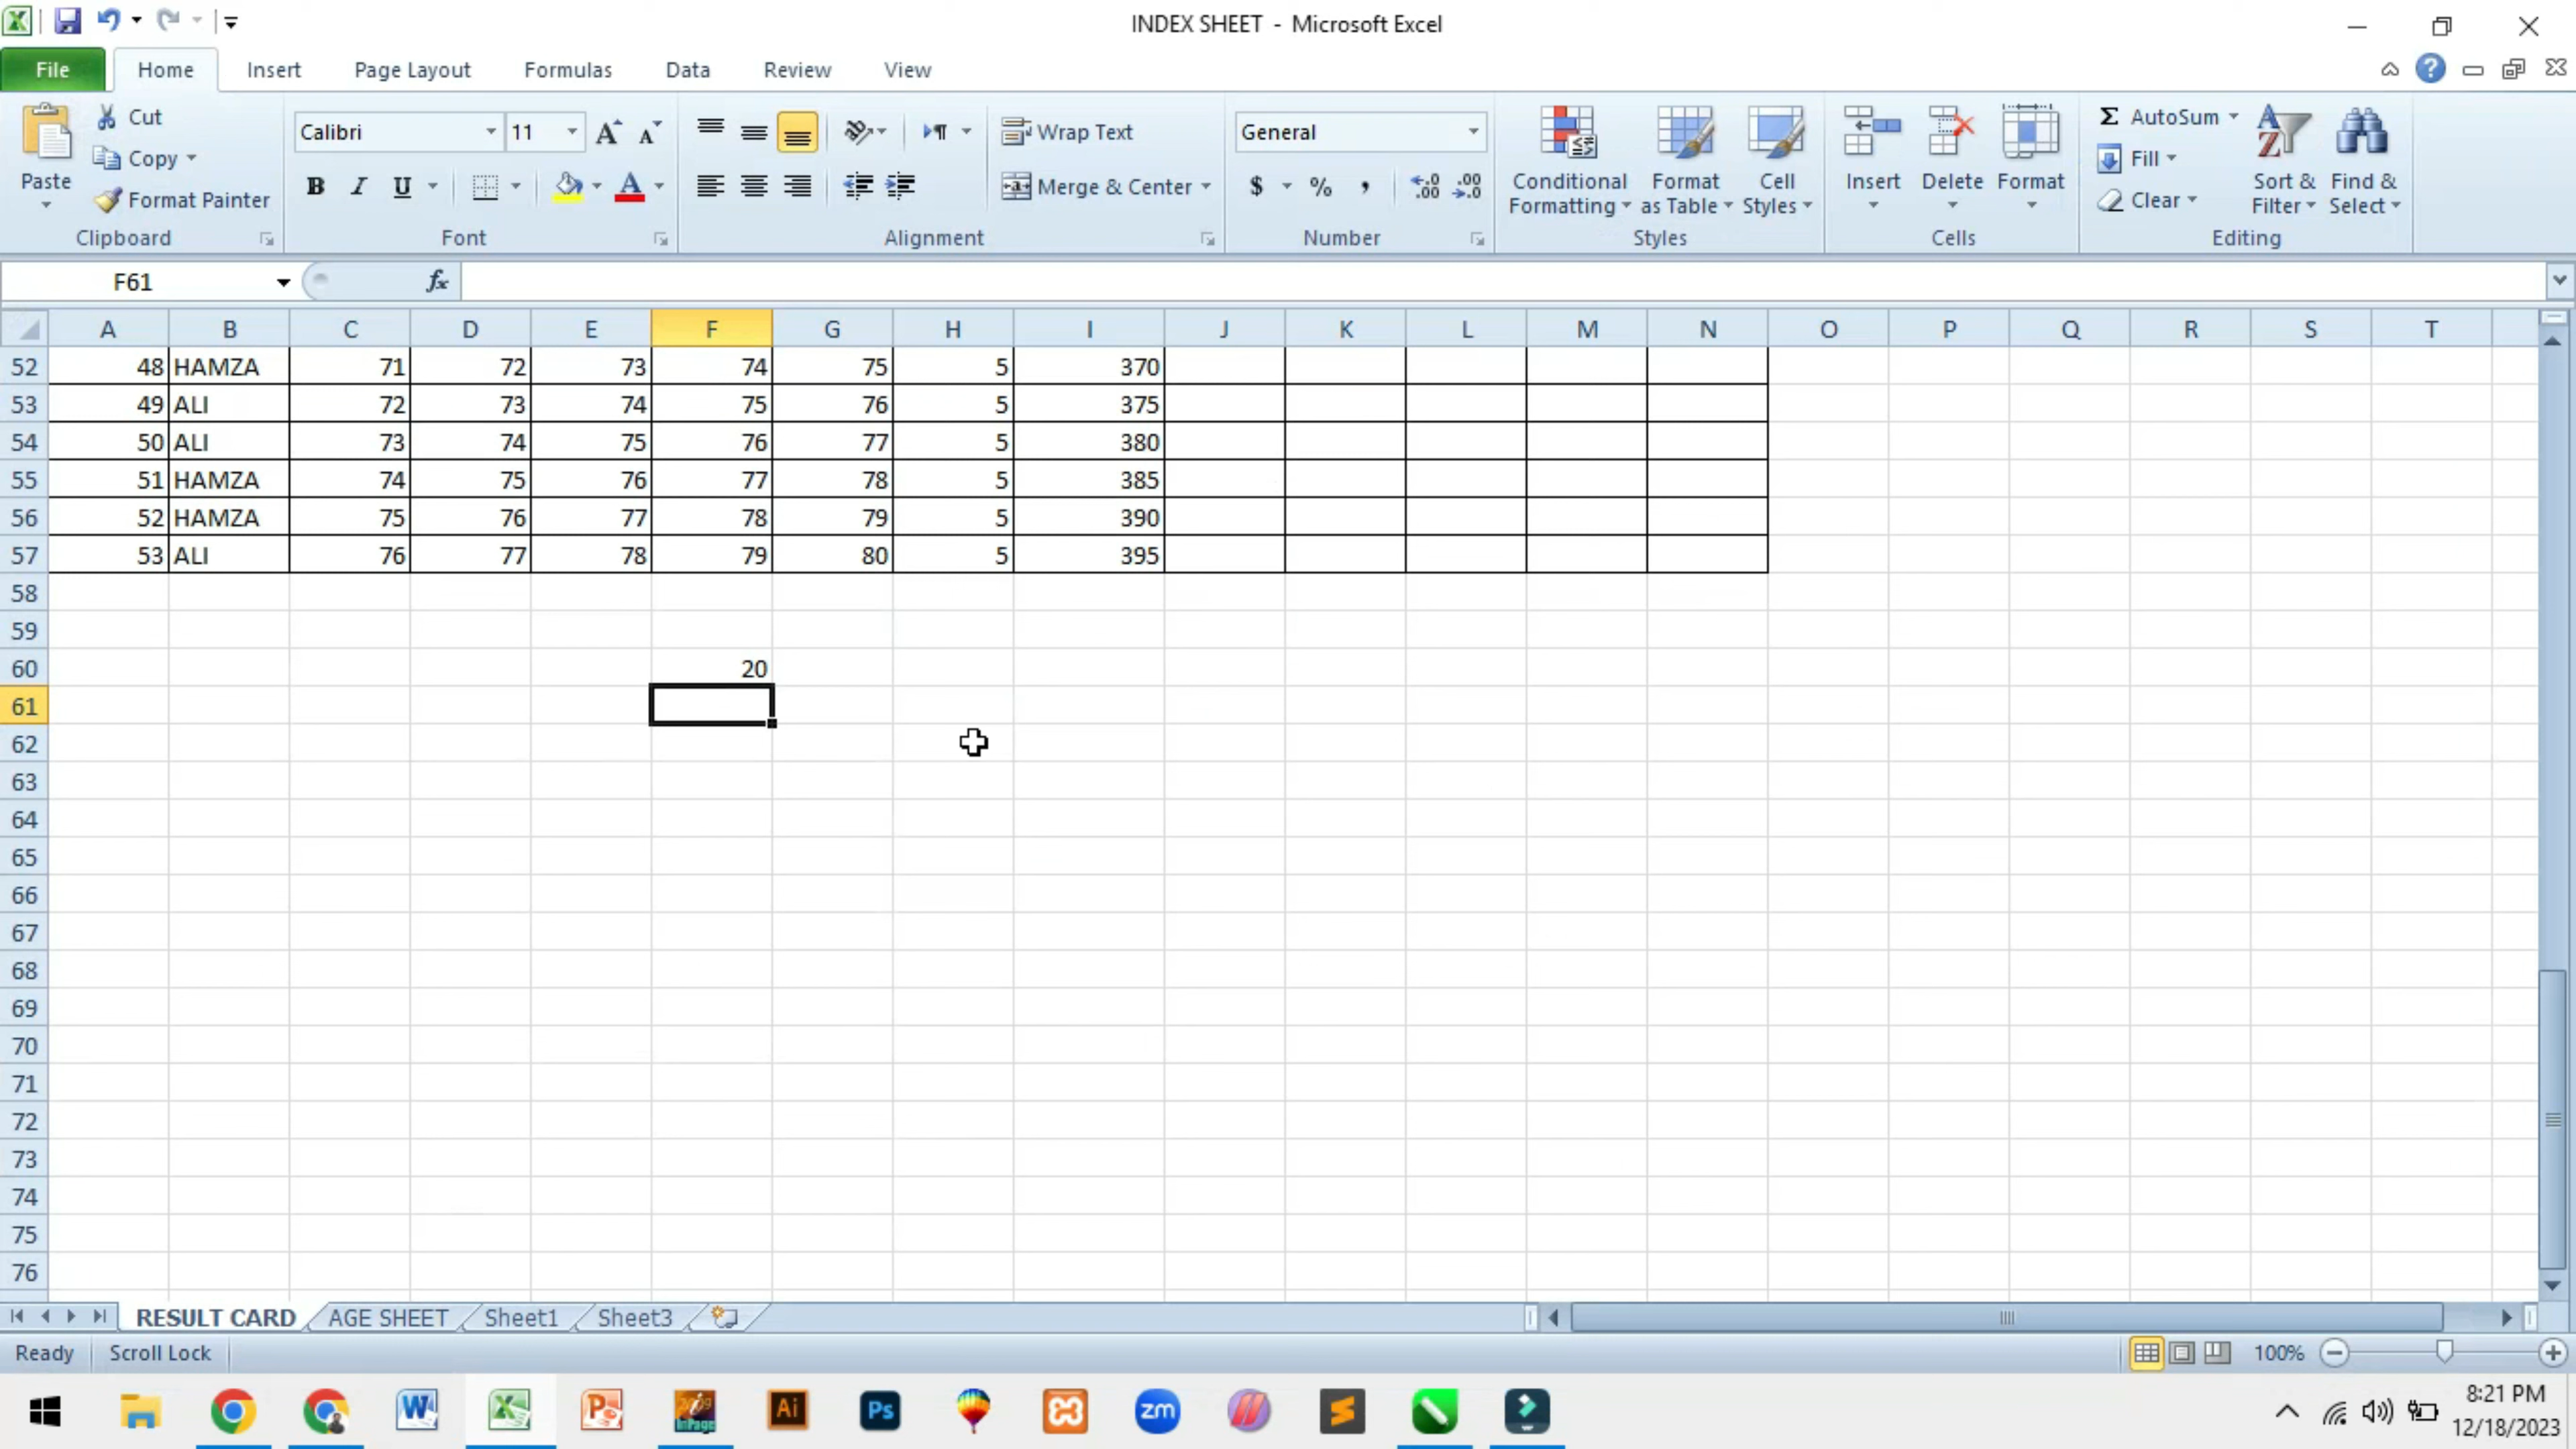 INDEX SHEET - Microsoft Excel
File Home Insert Page Layout Formulas Data Review View
Paste Cut Copy Format Painter Clipboard
Calibri 11 B I U A Font
Wrap Text Merge & Center Alignment
General $ % , .00 .0 Number
Conditional Formatting Format as Table Cell Styles Styles
Insert Delete Format Cells
Σ AutoSum Fill Clear Sort & Filter Find & Select Editing
F61 fx
A B C D E F G H I J K L M N O P Q R S T
52 48 HAMZA 71 72 73 74 75 5 370
53 49 ALI 72 73 74 75 76 5 375
54 50 ALI 73 74 75 76 77 5 380
55 51 HAMZA 74 75 76 77 78 5 385
56 52 HAMZA 75 76 77 78 79 5 390
57 53 ALI 76 77 78 79 80 5 395
58
59
60 20
61
62
63
64
65
66
67
68
69
70
71
72
73
74
75
76
RESULT CARD AGE SHEET Sheet1 Sheet3
Ready Scroll Lock 100%
Ai Ps zm 8:21 PM
12/18/2023